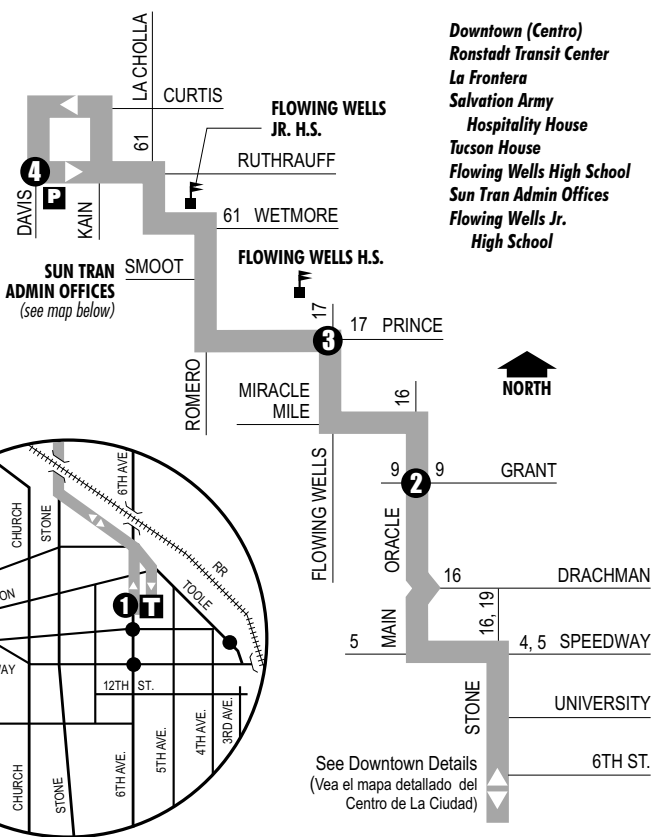 Downtown (Centro)
Ronstadt Transit Center
La Frontera
Salvation Army
Hospitality House
Tucson House
Flowing Wells High School
Sun Tran Admin Offices
Flowing Wells Jr.
High School
LA CHOLLA
61
CURTIS
FLOWING WELLS
JR. H.S.
RUTHRAUFF
4
P
DAVIS
KAIN
61 WETMORE
SUN TRAN
ADMIN OFFICES
(see map below)
SMOOT
FLOWING WELLS H.S.
17
3
17 PRINCE
ROMERO
NORTH
MIRACLE
MILE
16
FLOWING WELLS
9
2
9
GRANT
ORACLE
16
DRACHMAN
16, 19
5
MAIN
4, 5 SPEEDWAY
STONE
UNIVERSITY
6TH ST.
See Downtown Details
(Vea el mapa detallado del
Centro de La Ciudad)
6TH AVE
CHURCH
STONE
RR
TOOLE
ON
1
T
WAY
12TH ST.
CHURCH
STONE
6TH AVE.
5TH AVE.
4TH AVE.
3RD AVE.